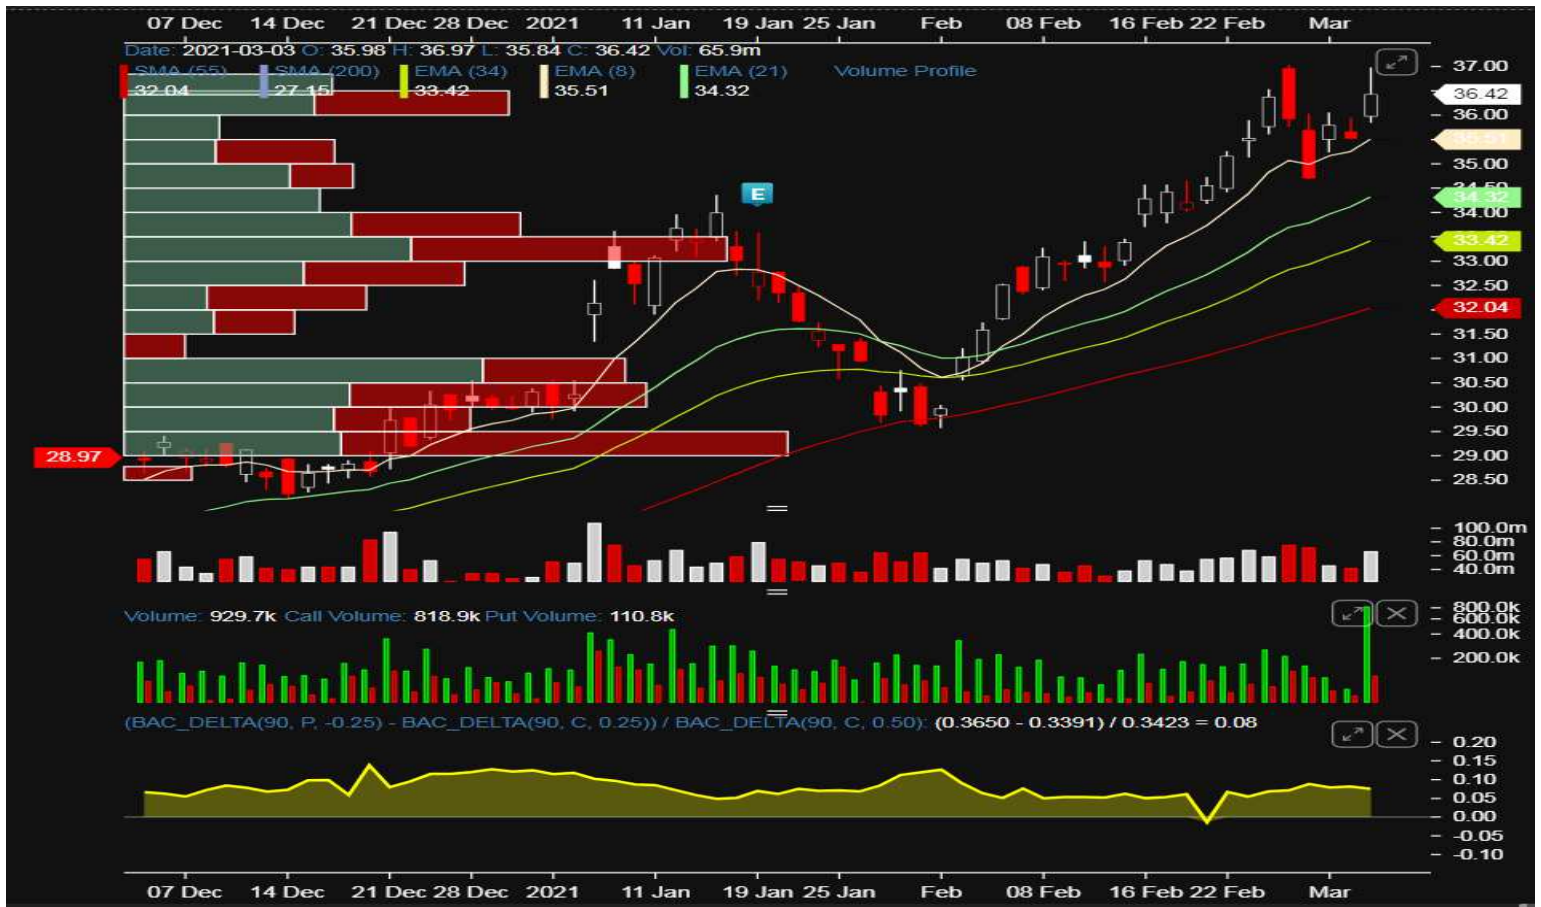 07 Dec 14 Dec 21 Dec 28 Dec 2021 11 Jan 19 Jan 25 Jan Feb 08 Feb 16 Feb 22 Feb Mar
Date: 2021-03-03 O: 35.98 H: 36.97 L: 35.84 C: 36.42 Vol: 65.9m
SMA (55) SMA (200) EMA (34) EMA (8) EMA (21) Volume Profile
32.04 27.15 33.42 35.51 34.32
37.00
36.42
36.00
35.51
35.00
34.50
34.32
34.00
33.42
33.00
32.50
32.04
31.50
31.00
30.50
30.00
29.50
29.00
28.50
E
28.97
100.0m
80.0m
60.0m
40.0m
Volume: 929.7k Call Volume: 818.9k Put Volume: 110.8k
800.0k
600.0k
400.0k
200.0k
(BAC_DELTA(90, P, -0.25) - BAC_DELTA(90, C, 0.25)) / BAC_DELTA(90, C, 0.50): (0.3650 - 0.3391) / 0.3423 = 0.08
0.20
0.15
0.10
0.05
0.00
-0.05
-0.10
07 Dec 14 Dec 21 Dec 28 Dec 2021 11 Jan 19 Jan 25 Jan Feb 08 Feb 16 Feb 22 Feb Mar